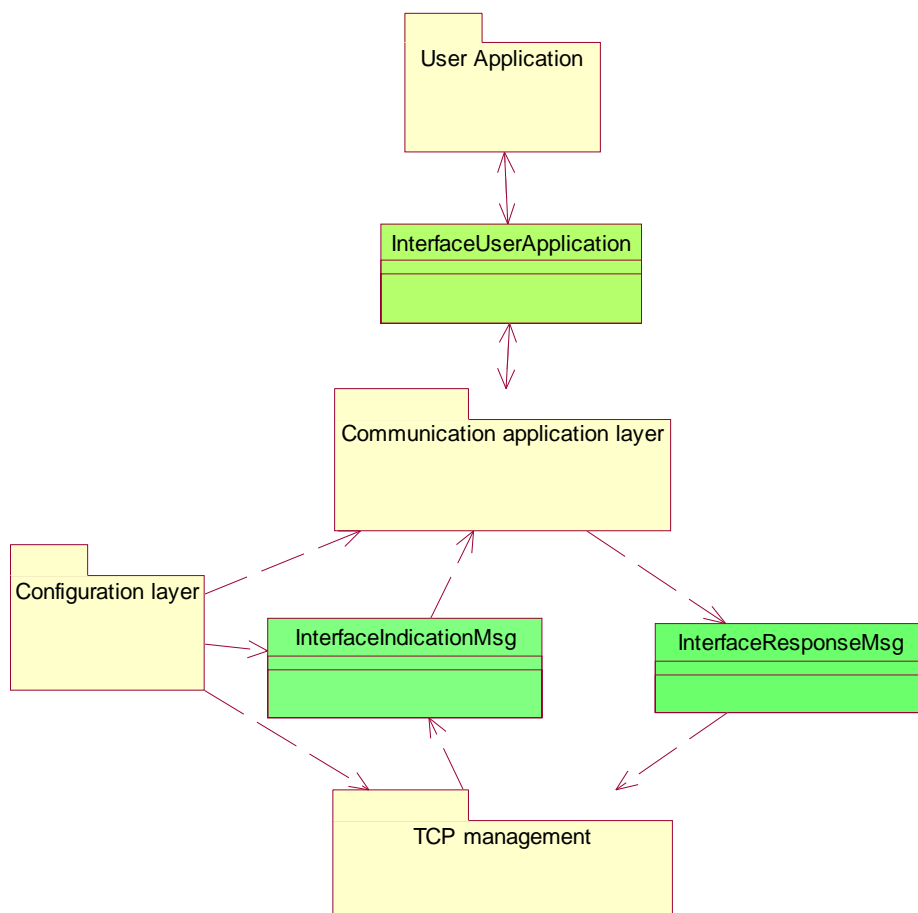 User Application
InterfaceUserApplication
Communication application layer
Configuration layer
InterfaceIndicationMsg
InterfaceResponseMsg
TCP management